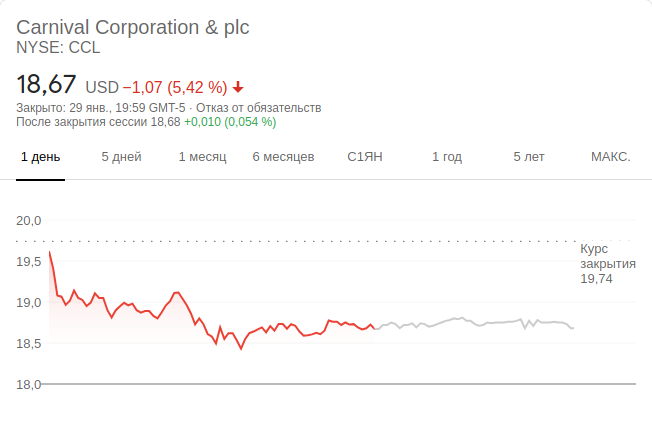 Carnival Corporation & plc
NYSE: CCL
18,67 USD −1,07 (5,42 %)
Закрыто: 29 янв., 19:59 GMT-5 · Отказ от обязательств
После закрытия сессии 18,68 +0,010 (0,054 %)
1 день 5 дней 1 месяц 6 месяцев С1ЯН 1 год 5 лет МАКС.
20,0
19,5
19,0
18,5
18,0
Курс
закрытия
19,74